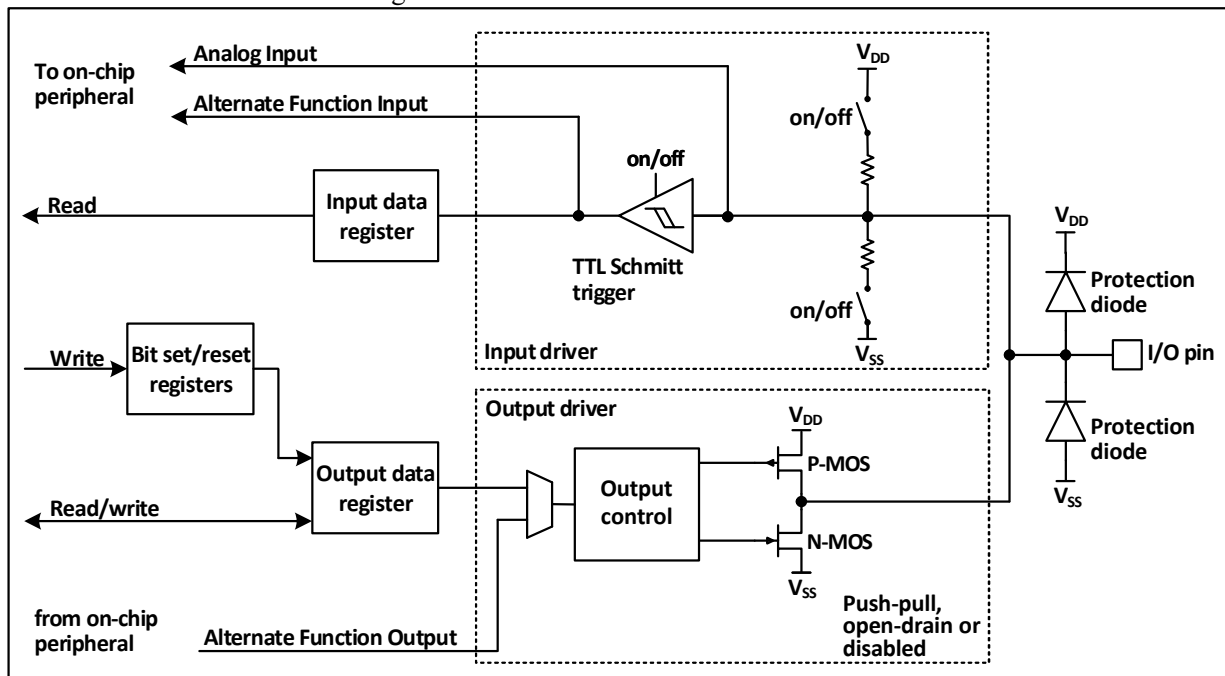 Analog Input
To on-chip
peripheral
Alternate Function Input
V_DD
on/off
on/off
Read
Input data
register
TTL Schmitt
trigger
on/off
V_SS
Input driver
V_DD
Protection
diode
I/O pin
Protection
diode
V_SS
Write
Bit set/reset
registers
Output driver
V_DD
P-MOS
Output data
register
Output
control
Read/write
N-MOS
V_SS
from on-chip
peripheral
Alternate Function Output
Push-pull,
open-drain or
disabled